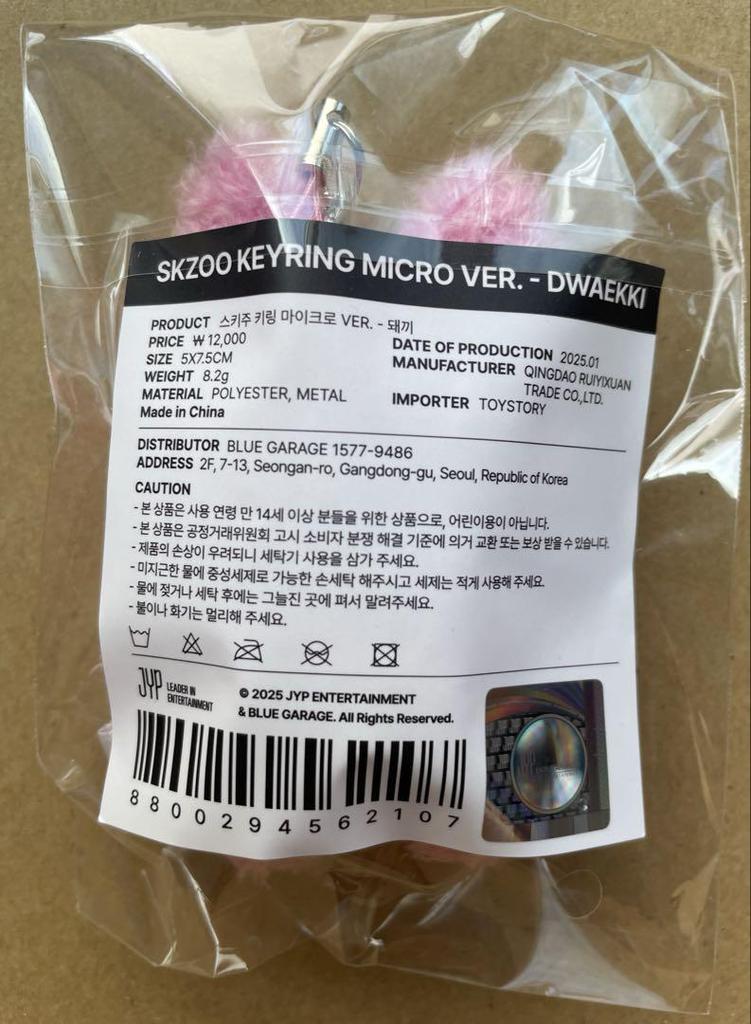 SKZOO KEYRING MICRO VER. - DWAEKKI
PRODUCT 스키주 키링 마이크로 VER. - 돼끼
PRICE ₩ 12,000
SIZE 5X7.5CM
WEIGHT 8.2g
MATERIAL POLYESTER, METAL
Made in China
DATE OF PRODUCTION 2025.01
MANUFACTURER QINGDAO RUIYIXUAN
TRADE CO.,LTD.
IMPORTER TOYSTORY
DISTRIBUTOR BLUE GARAGE 1577-9486
ADDRESS 2F, 7-13, Seongan-ro, Gangdong-gu, Seoul, Republic of Korea
CAUTION
- 본 상품은 사용 연령 만 14세 이상 분들을 위한 상품으로, 어린이용이 아닙니다.
- 본 상품은 공정거래위원회 고시 소비자 분쟁 해결 기준에 의거 교환 또는 보상 받을 수 있습니다.
- 제품의 손상이 우려되니 세탁기 사용을 삼가 주세요.
- 미지근한 물에 중성세제로 가능한 손세탁 해주시고 세제는 적게 사용해 주세요.
- 물에 젖거나 세탁 후에는 그늘진 곳에 펴서 말려주세요.
- 불이나 화기는 멀리해 주세요.
JYP LEADER IN
ENTERTAINMENT
© 2025 JYP ENTERTAINMENT
& BLUE GARAGE. All Rights Reserved.
8800294562107
JYP